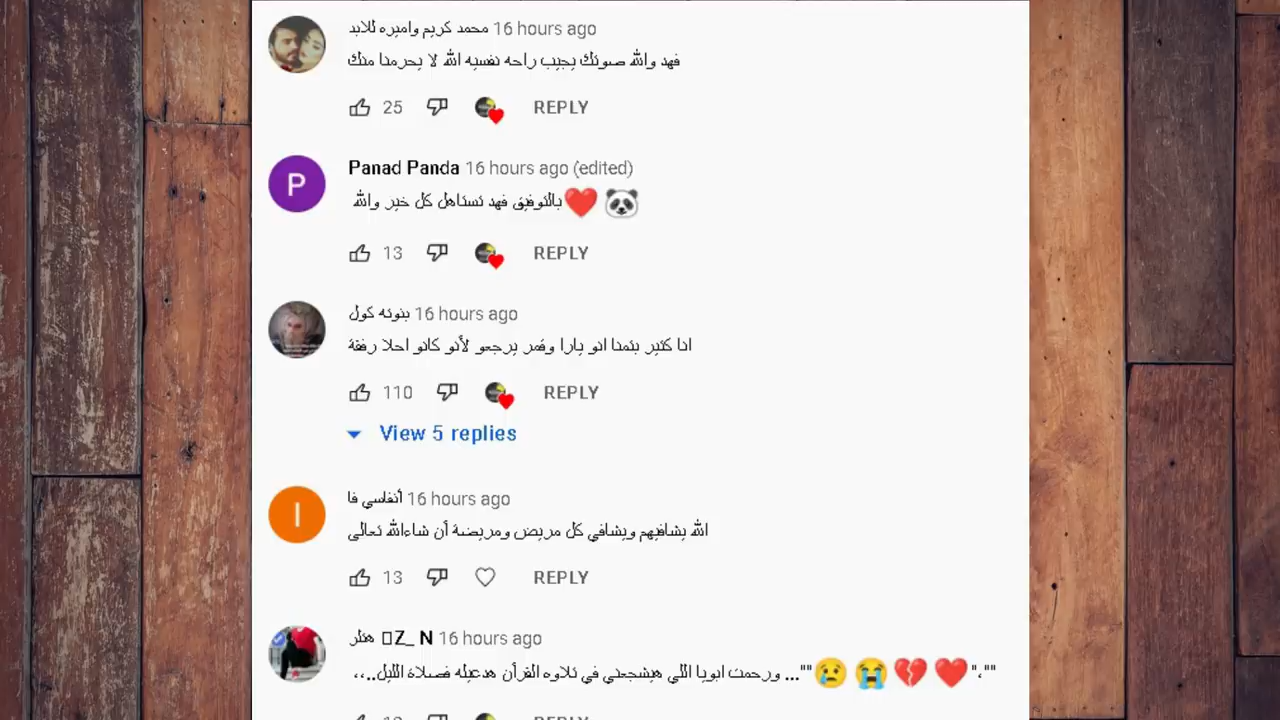 محمد كريم واميره للابد 16 hours ago
فهد والله صوتك يجيب راحه نفسيه الله لا يحرمنا منك
25 REPLY
Panad Panda 16 hours ago (edited)
بالتوفيق فهد تستاهل كل خير والله❤️🐼
13 REPLY
بنوته كول 16 hours ago
انا كتير بتمنا انو يارا وقمر يرجعو لأنو كانو احلا رفقة
110 REPLY
View 5 replies
أنفاسي فا 16 hours ago
الله يشافيهم ويشافي كل مريض ومريضة أن شاءالله تعالى
13 REPLY
هتلر Z_ N 16 hours ago
""،"❤️💔😭😢""... ورحمت ابويا اللي هيشجعني في تلاوه القرأن هدعيله فصلاة الليل..،،